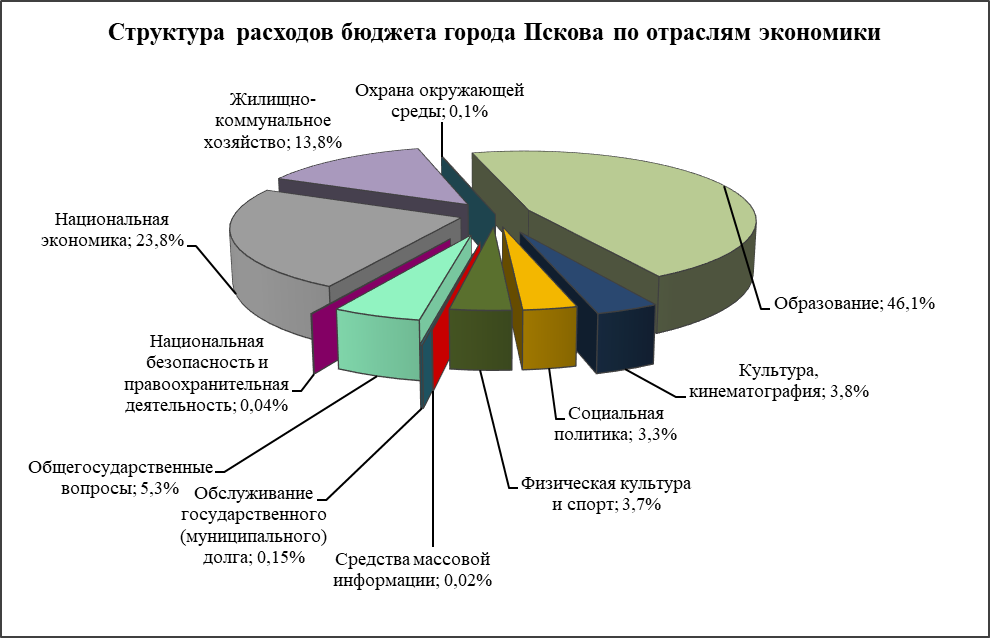 Структура расходов бюджета города Пскова по отраслям экономики
Охрана окружающей
среды; 0,1%
Жилищно-
коммунальное
хозяйство; 13,8%
Национальная
экономика; 23,8%
Образование; 46,1%
Национальная
безопасность и
правоохранительная
деятельность; 0,04%
Культура,
кинематография; 3,8%
Социальная
политика; 3,3%
Общегосударственные
вопросы; 5,3%
Физическая культура
и спорт; 3,7%
Обслуживание
государственного
(муниципального)
долга; 0,15%
Средства массовой
информации; 0,02%